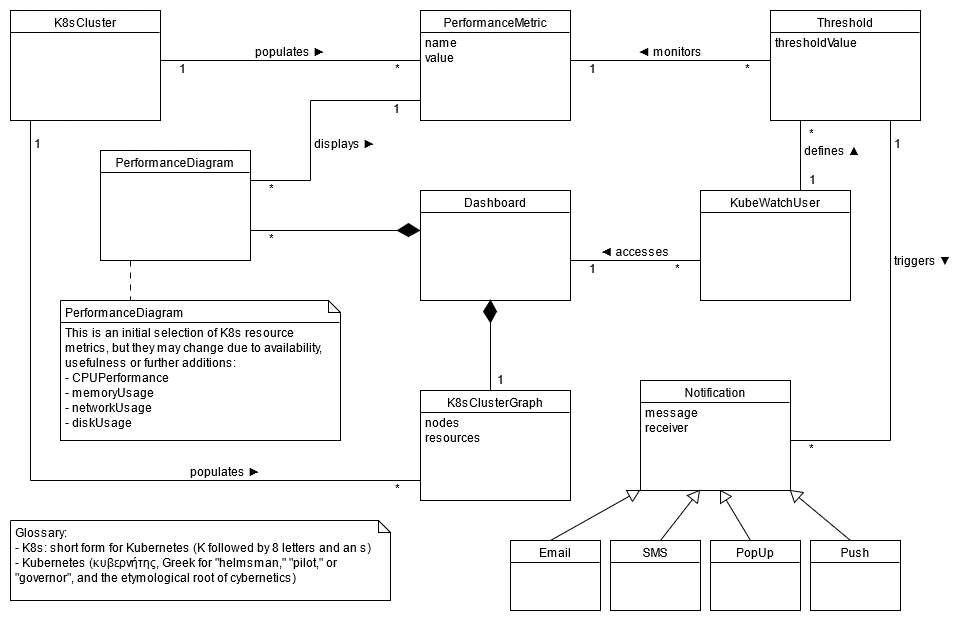 K8sCluster
PerformanceMetric
name
value
Threshold
thresholdValue
populates ►
1
*
◄ monitors
1
*
1
displays ►
*
1
PerformanceDiagram
*
defines ▲
1
1
Dashboard
KubeWatchUser
*
◄ accesses
1
*
triggers ▼
PerformanceDiagram
This is an initial selection of K8s resource
metrics, but they may change due to availability,
usefulness or further additions:
- CPUPerformance
- memoryUsage
- networkUsage
- diskUsage
1
K8sClusterGraph
nodes
resources
Notification
message
receiver
*
populates ►
*
Glossary:
- K8s: short form for Kubernetes (K followed by 8 letters and an s)
- Kubernetes (κυβερνήτης, Greek for "helmsman," "pilot," or
"governor", and the etymological root of cybernetics)
Email
SMS
PopUp
Push